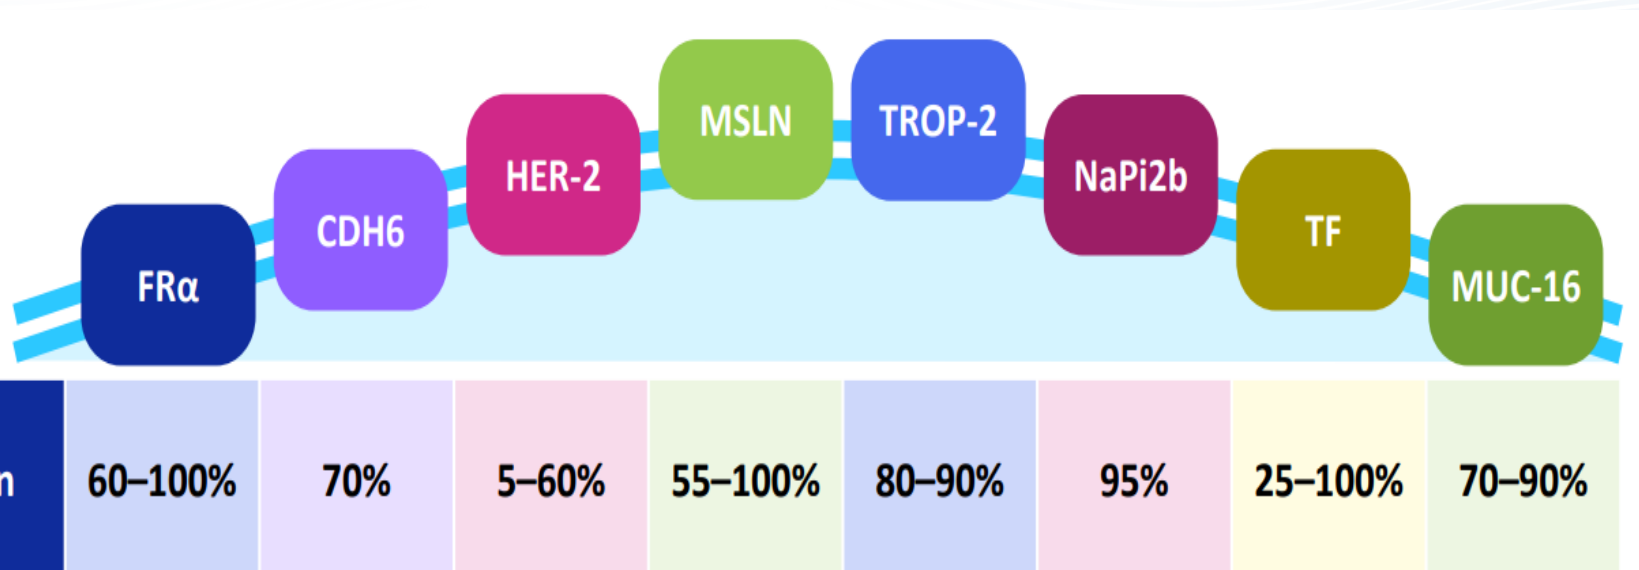 FRα
CDH6
HER-2
MSLN
TROP-2
NaPi2b
TF
MUC-16
60–100%
70%
5–60%
55–100%
80–90%
95%
25–100%
70–90%